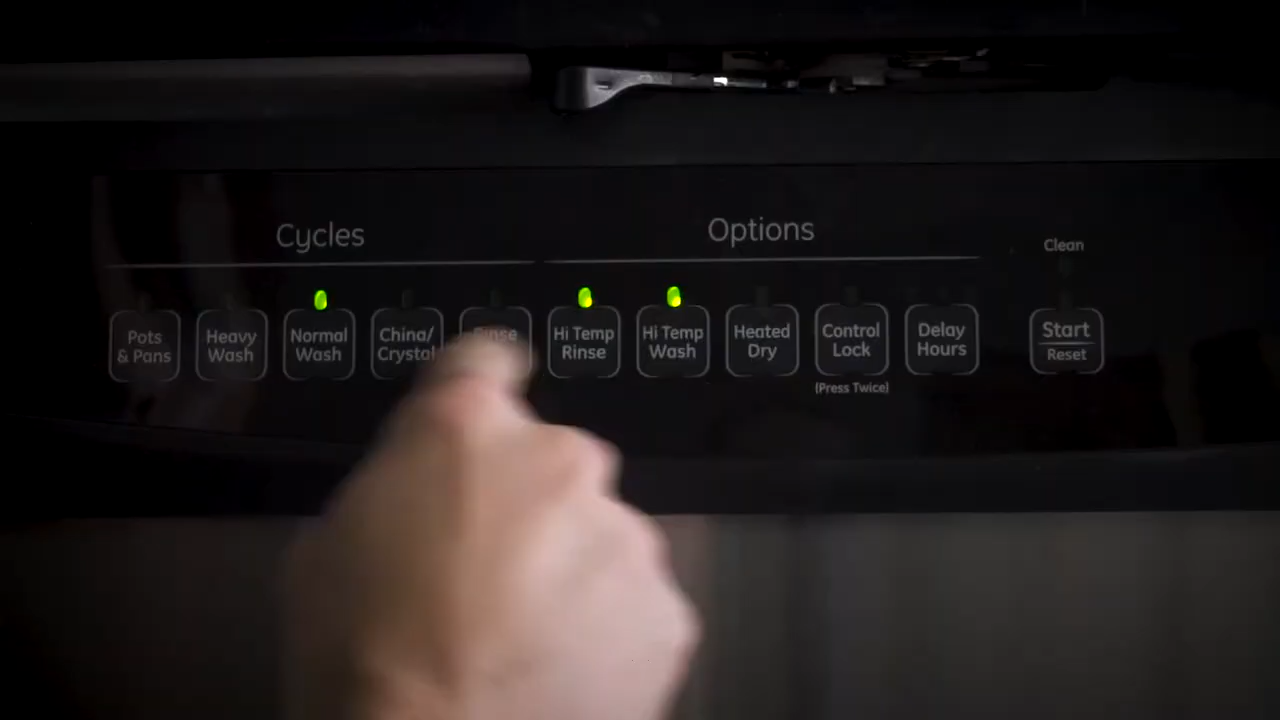 Cycles
Options
Clean
Pots
& Pans
Heavy
Wash
Normal
Wash
China/
Crystal
Rinse
Hi Temp
Rinse
Hi Temp
Wash
Heated
Dry
Control
Lock
(Press Twice)
Delay
Hours
Start
Reset